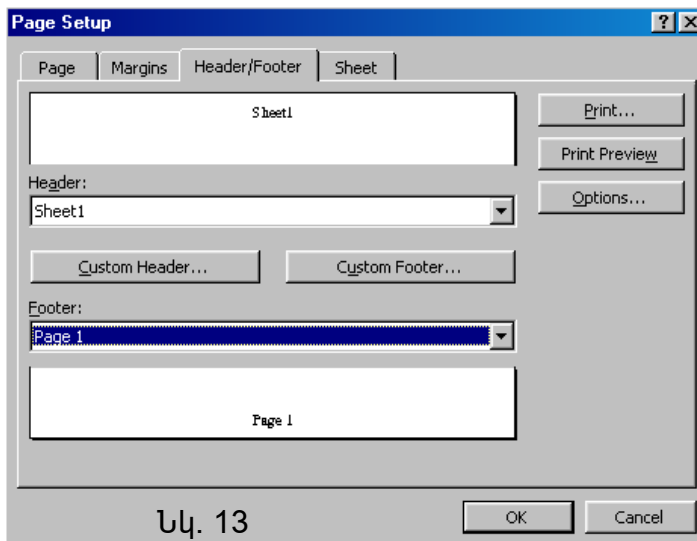 Page Setup
Page Margins Header/Footer Sheet
Sheet1
Print...
Print Preview
Options...
Header:
Sheet1
Custom Header... Custom Footer...
Footer:
Page 1
Page 1
Նկ. 13
OK Cancel